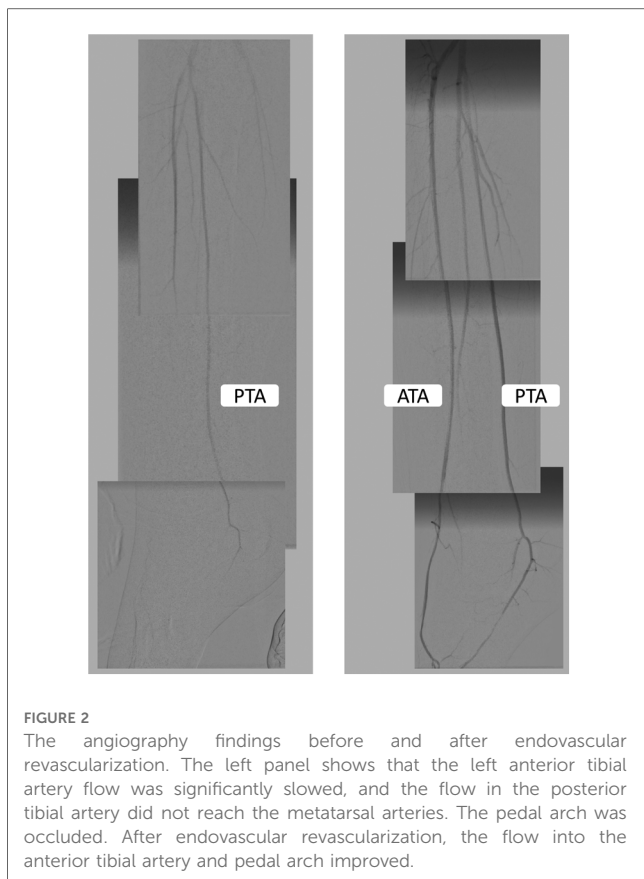 PTA
ATA
PTA
FIGURE 2
The angiography findings before and after endovascular
revascularization. The left panel shows that the left anterior tibial
artery flow was significantly slowed, and the flow in the posterior
tibial artery did not reach the metatarsal arteries. The pedal arch was
occluded. After endovascular revascularization, the flow into the
anterior tibial artery and pedal arch improved.